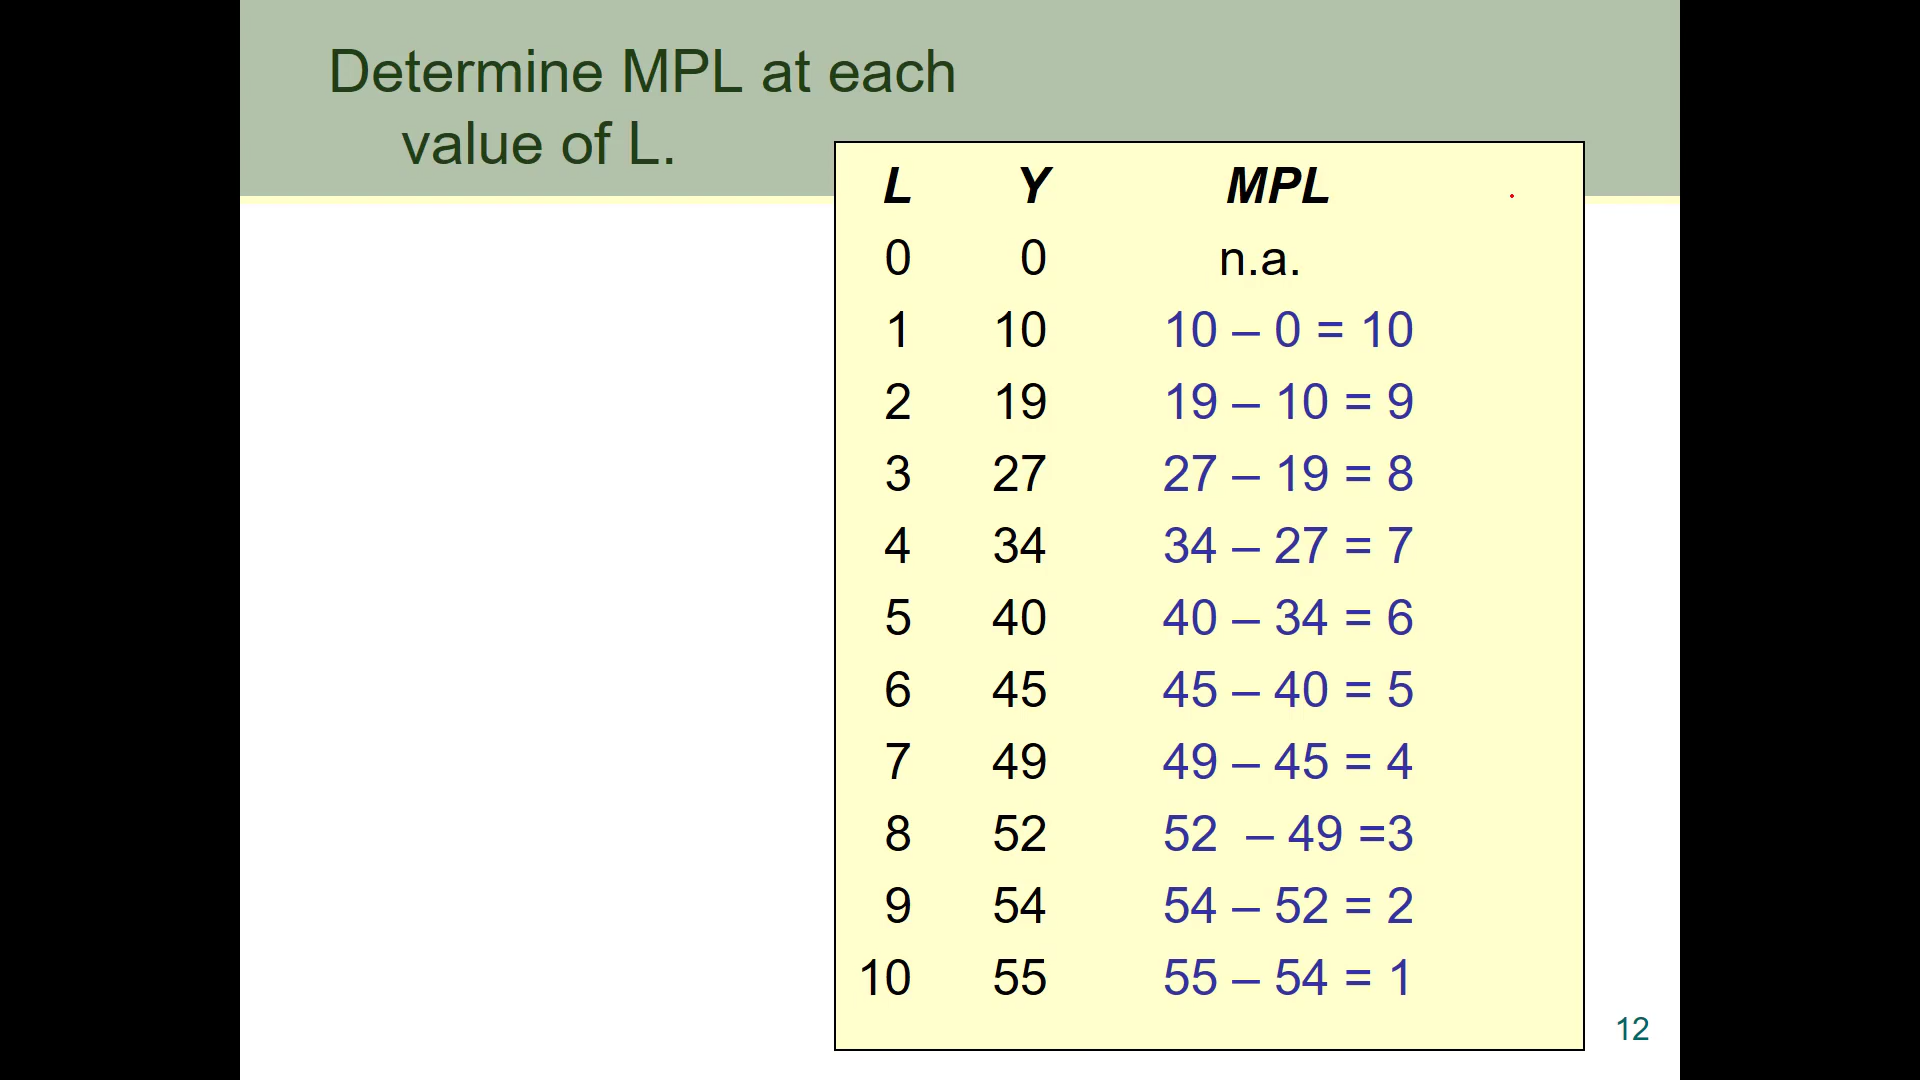 Determine MPL at each
value of L.
L Y MPL
0 0 n.a.
1 10 10 – 0 = 10
2 19 19 – 10 = 9
3 27 27 – 19 = 8
4 34 34 – 27 = 7
5 40 40 – 34 = 6
6 45 45 – 40 = 5
7 49 49 – 45 = 4
8 52 52  – 49 =3
9 54 54 – 52 = 2
10 55 55 – 54 = 1
12